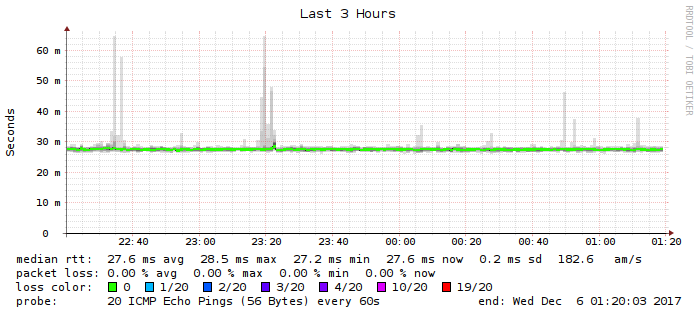 Last 3 Hours
RRDTOOL / TOBI OETIKER
Seconds
60 m
50 m
40 m
30 m
20 m
10 m
0
22:40 23:00 23:20 23:40 00:00 00:20 00:40 01:00 01:20
median rtt: 27.6 ms avg 28.5 ms max 27.2 ms min 27.6 ms now 0.2 ms sd 182.6 am/s
packet loss: 0.00 % avg 0.00 % max 0.00 % min 0.00 % now
loss color: 0 1/20 2/20 3/20 4/20 10/20 19/20
probe: 20 ICMP Echo Pings (56 Bytes) every 60s end: Wed Dec 6 01:20:03 2017